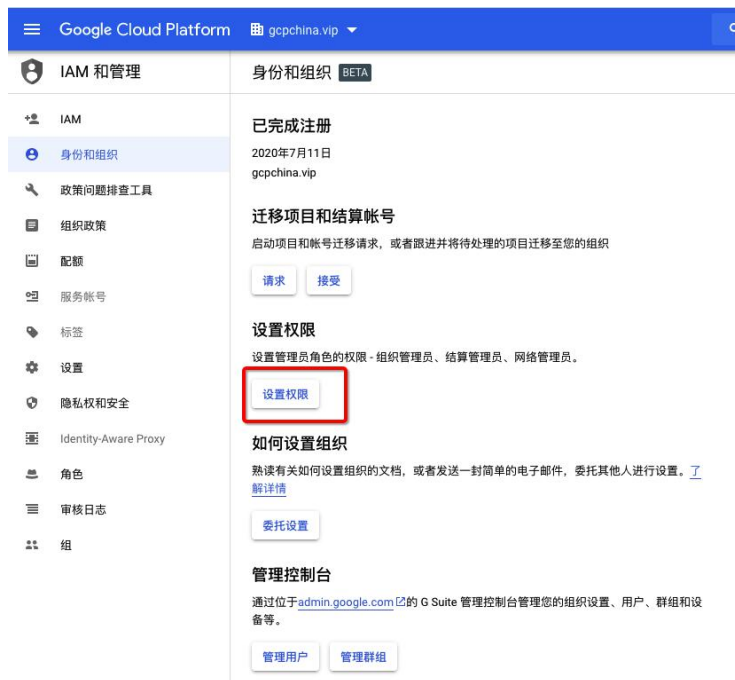 Google Cloud Platform
gcpchina.vip
IAM 和管理
身份和组织 BETA
IAM
身份和组织
政策问题排查工具
组织政策
配额
服务帐号
标签
设置
隐私权和安全
Identity-Aware Proxy
角色
审核日志
组
已完成注册
2020年7月11日
gcpchina.vip
迁移项目和结算帐号
启动项目和帐号迁移请求，或者跟进并将待处理的项目迁移至您的组织
请求 接受
设置权限
设置管理员角色的权限 - 组织管理员、结算管理员、网络管理员。
设置权限
如何设置组织
熟读有关如何设置组织的文档，或者发送一封简单的电子邮件，委托其他人进行设置。了
解详情
委托设置
管理控制台
通过位于admin.google.com的 G Suite 管理控制台管理您的组织设置、用户、群组和设
备等。
管理用户 管理群组